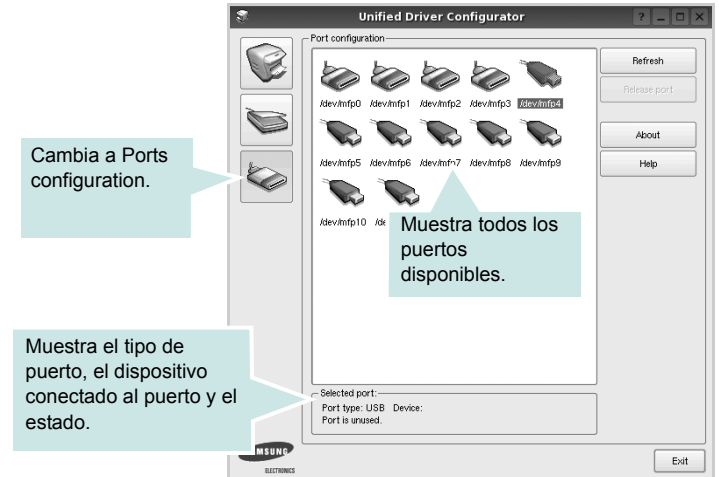 Unified Driver Configurator
Port configuration
Refresh
Release port
About
Help
/dev/mfp0 /dev/mfp1 /dev/mfp2 /dev/mfp3 /dev/mfp4
/dev/mfp5 /dev/mfp6 /dev/mfp7 /dev/mfp8 /dev/mfp9
/dev/mfp10
Cambia a Ports
configuration.
Muestra todos los
puertos
disponibles.
Muestra el tipo de
puerto, el dispositivo
conectado al puerto y el
estado.
Selected port:
Port type: USB Device:
Port is unused.
ELECTRONICS
Exit